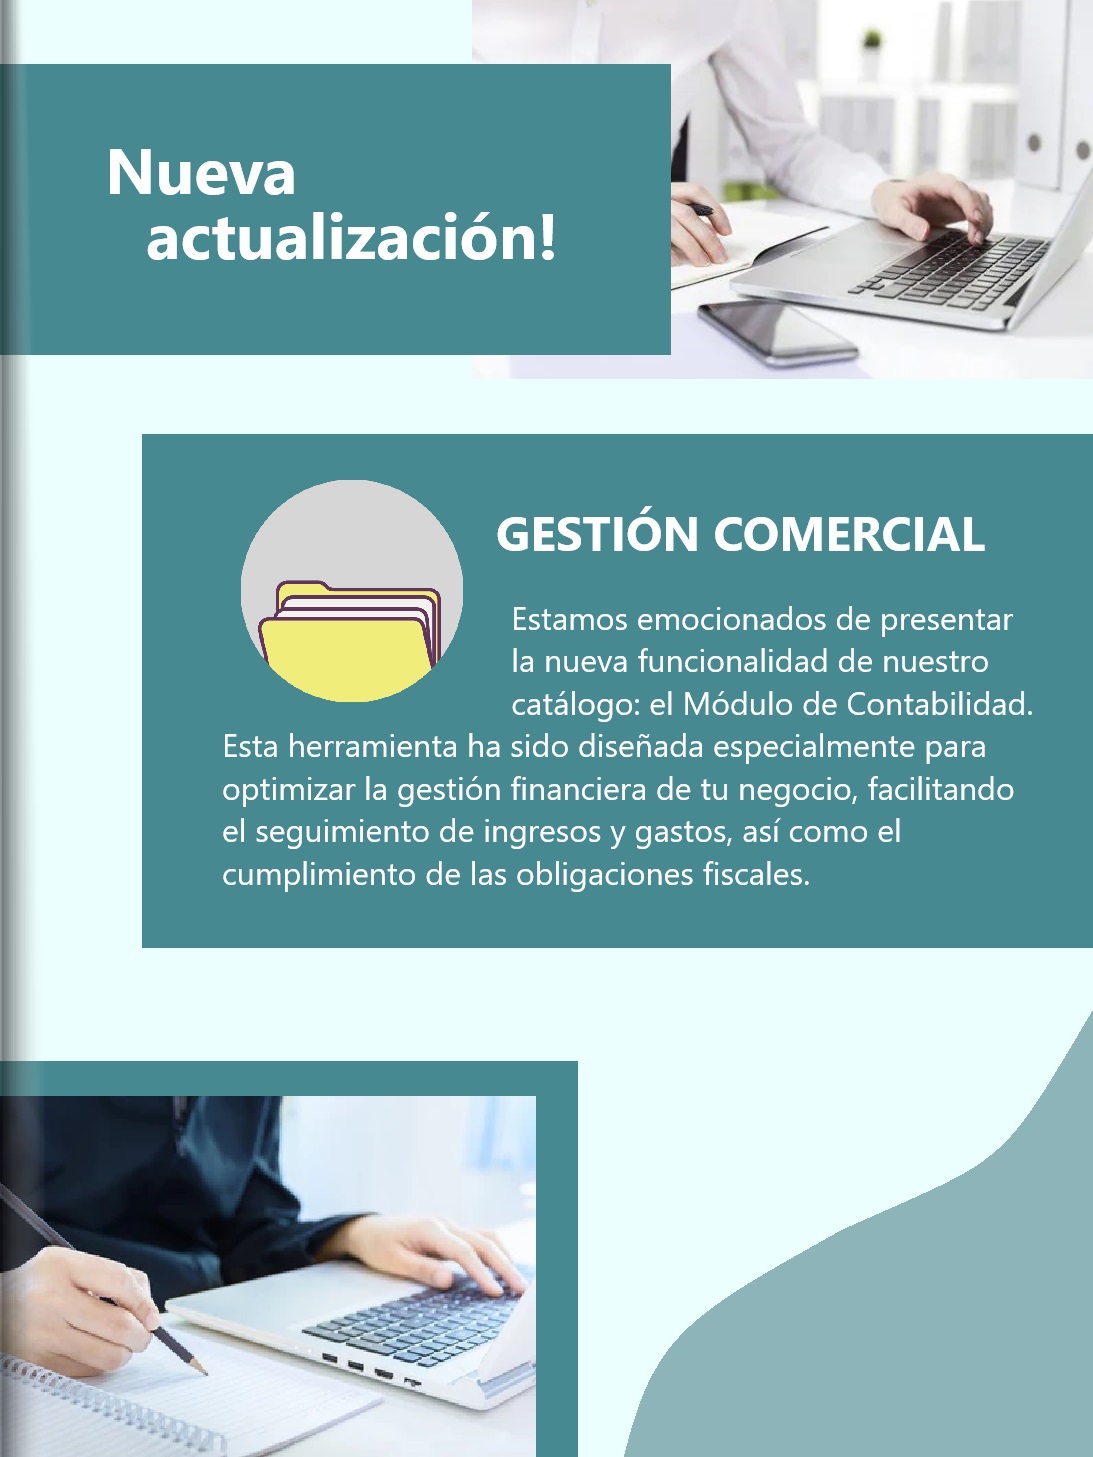 Nueva
actualización!
GESTIÓN COMERCIAL
Estamos emocionados de presentar
la nueva funcionalidad de nuestro
catálogo: el Módulo de Contabilidad.
Esta herramienta ha sido diseñada especialmente para
optimizar la gestión financiera de tu negocio, facilitando
el seguimiento de ingresos y gastos, así como el
cumplimiento de las obligaciones fiscales.